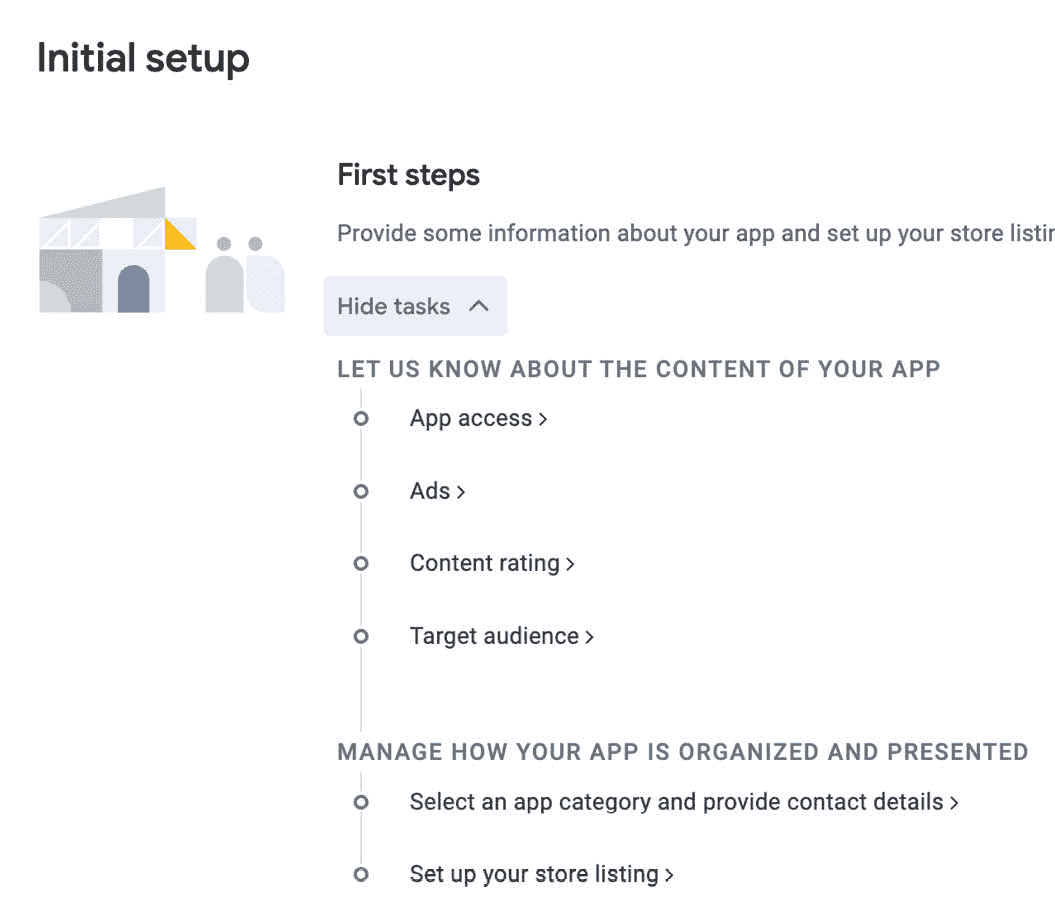 Initial setup
First steps
Provide some information about your app and set up your store
Hide tasks
LET US KNOW ABOUT THE CONTENT OF YOUR APP
App access
Ads
Content rating
Target audience
MANAGE HOW YOUR APP IS ORGANIZED AND PRESENTED
Select an app category and provide contact details
Set up your store listing